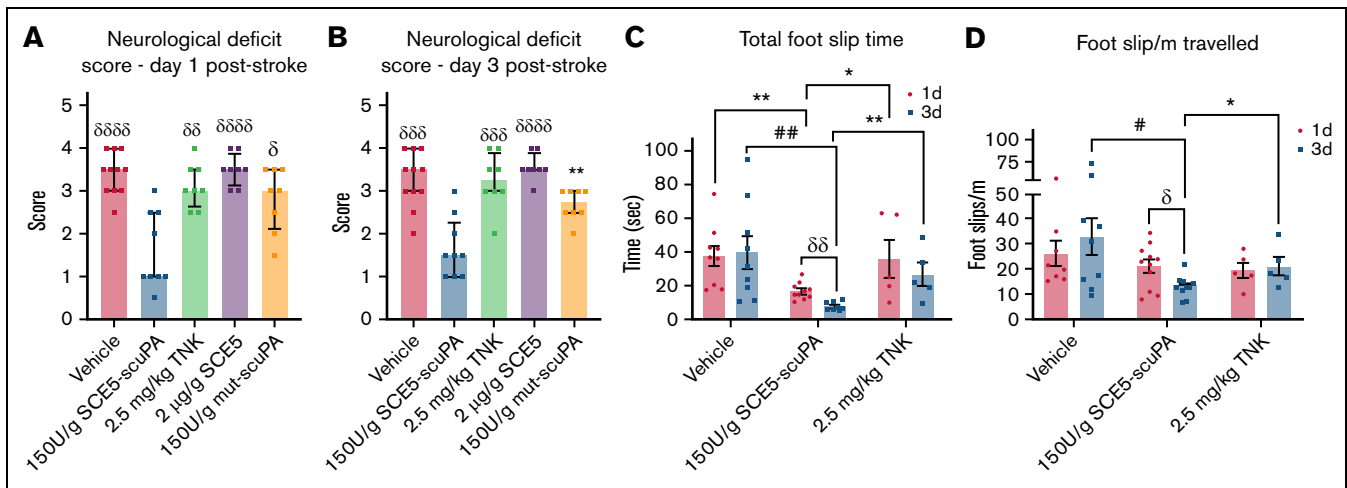 A
Neurological deficit
score - day 1 post-stroke
5
4
3
2
1
0
Score
δδδδ
δδ
δδδδ
δ
Vehicle
150U/g SCE5-scuPA
2.5 mg/kg TNK
2 μg/g SCE5
150U/g mut-scuPA
B
Neurological deficit
score - day 3 post-stroke
5
4
3
2
1
0
Score
δδδ
δδδ
δδδδ
**
Vehicle
150U/g SCE5-scuPA
2.5 mg/kg TNK
2 μg/g SCE5
150U/g mut-scuPA
C
Total foot slip time
1d
3d
*
**
##
**
δδ
100
80
60
40
20
0
Time (sec)
Vehicle
150U/g SCE5-scuPA
2.5 mg/kg TNK
D
Foot slip/m travelled
1d
3d
*
#
δ
100
75
50
40
30
20
10
0
Foot slips/m
Vehicle
150U/g SCE5-scuPA
2.5 mg/kg TNK